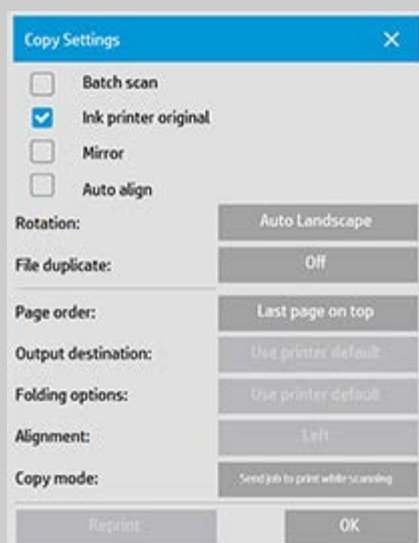 Copy Settings
Batch scan
Ink printer original
Mirror
Auto align
Rotation: Auto Landscape
File duplicate: Off
Page order: Last page on top
Output destination: Use printer default
Folding options: Use printer default
Alignment: Left
Copy mode: Send job to print while scanning
Reprint OK